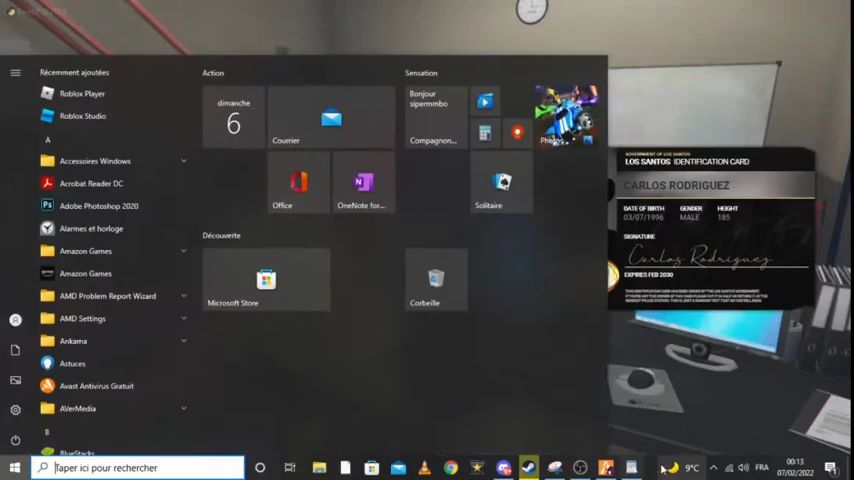 Récemment ajoutées
Roblox Player
Roblox Studio
A
Accessoires Windows
Acrobat Reader DC
Adobe Photoshop 2020
Alarmes et horloge
Amazon Games
Amazon Games
AMD Problem Report Wizard
AMD Settings
Ankama
Astuces
Avast Antivirus Gratuit
AVerMedia
B
BlueStacks
Action
dimanche
6
Courrier
Office
OneNote for...
Découverte
Microsoft Store
Sensation
Bonjour
sipermmbo
Compagnon...
Solitaire
Corbeille
GOVERNMENT OF LOS SANTOS
LOS SANTOS IDENTIFICATION CARD
CARLOS RODRIGUEZ
DATE OF BIRTH GENDER HEIGHT
03/07/1996 MALE 185
SIGNATURE
Carlos Rodriguez
EXPIRES FEB 2030
Taper ici pour rechercher
9°C
FRA
00:13
07/02/2022